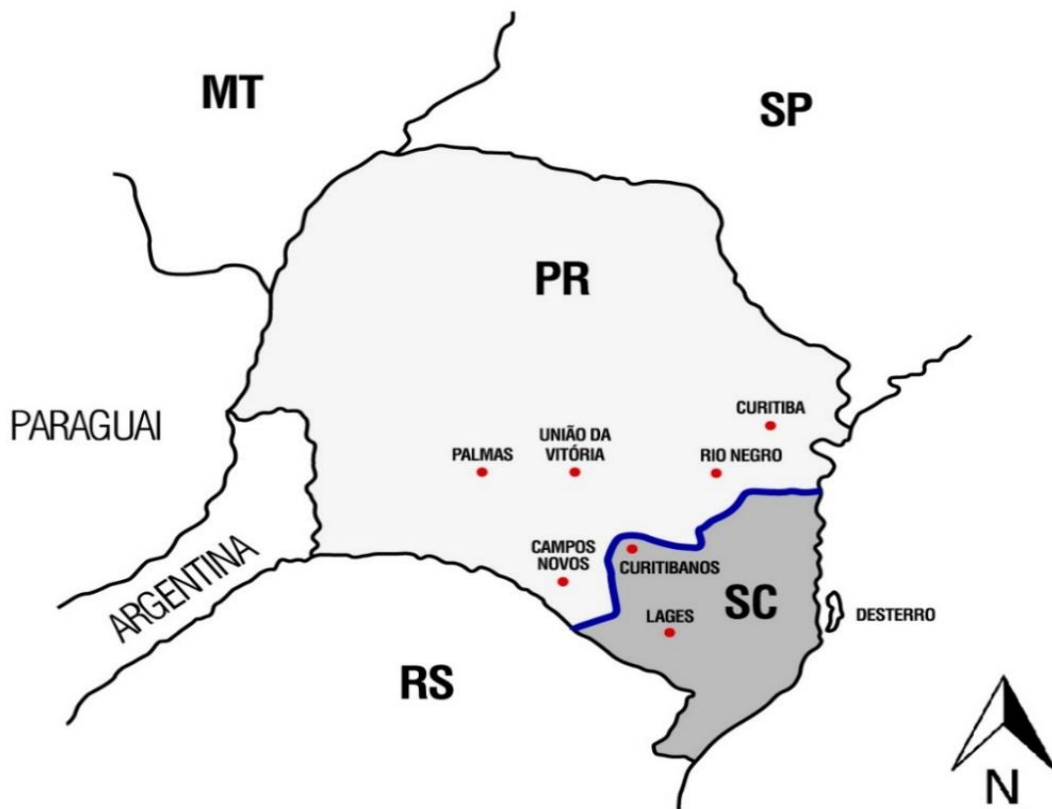 MT
SP
PR
PARAGUAI
CURITIBA
UNIÃO DA
VITÓRIA
PALMAS
RIO NEGRO
ARGENTINA
CAMPOS
NOVOS
CURITIBANOS
SC
LAGES
DESTERRO
RS
N